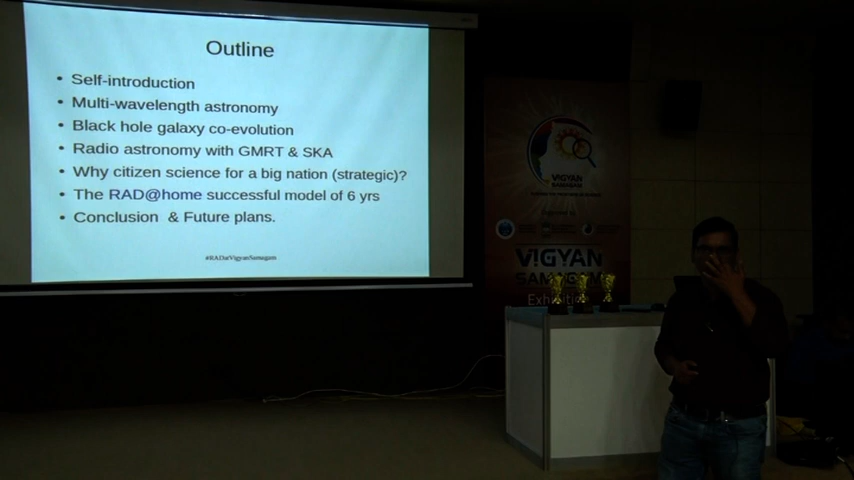 Outline
• Self-introduction
• Multi-wavelength astronomy
• Black hole galaxy co-evolution
• Radio astronomy with GMRT & SKA
• Why citizen science for a big nation (strategic)?
• The RAD@home successful model of 6 yrs
• Conclusion & Future plans.
#RADatVigyanSamagam
VIGYAN
SAMAGAM
VIGYAN
SAMAGAM